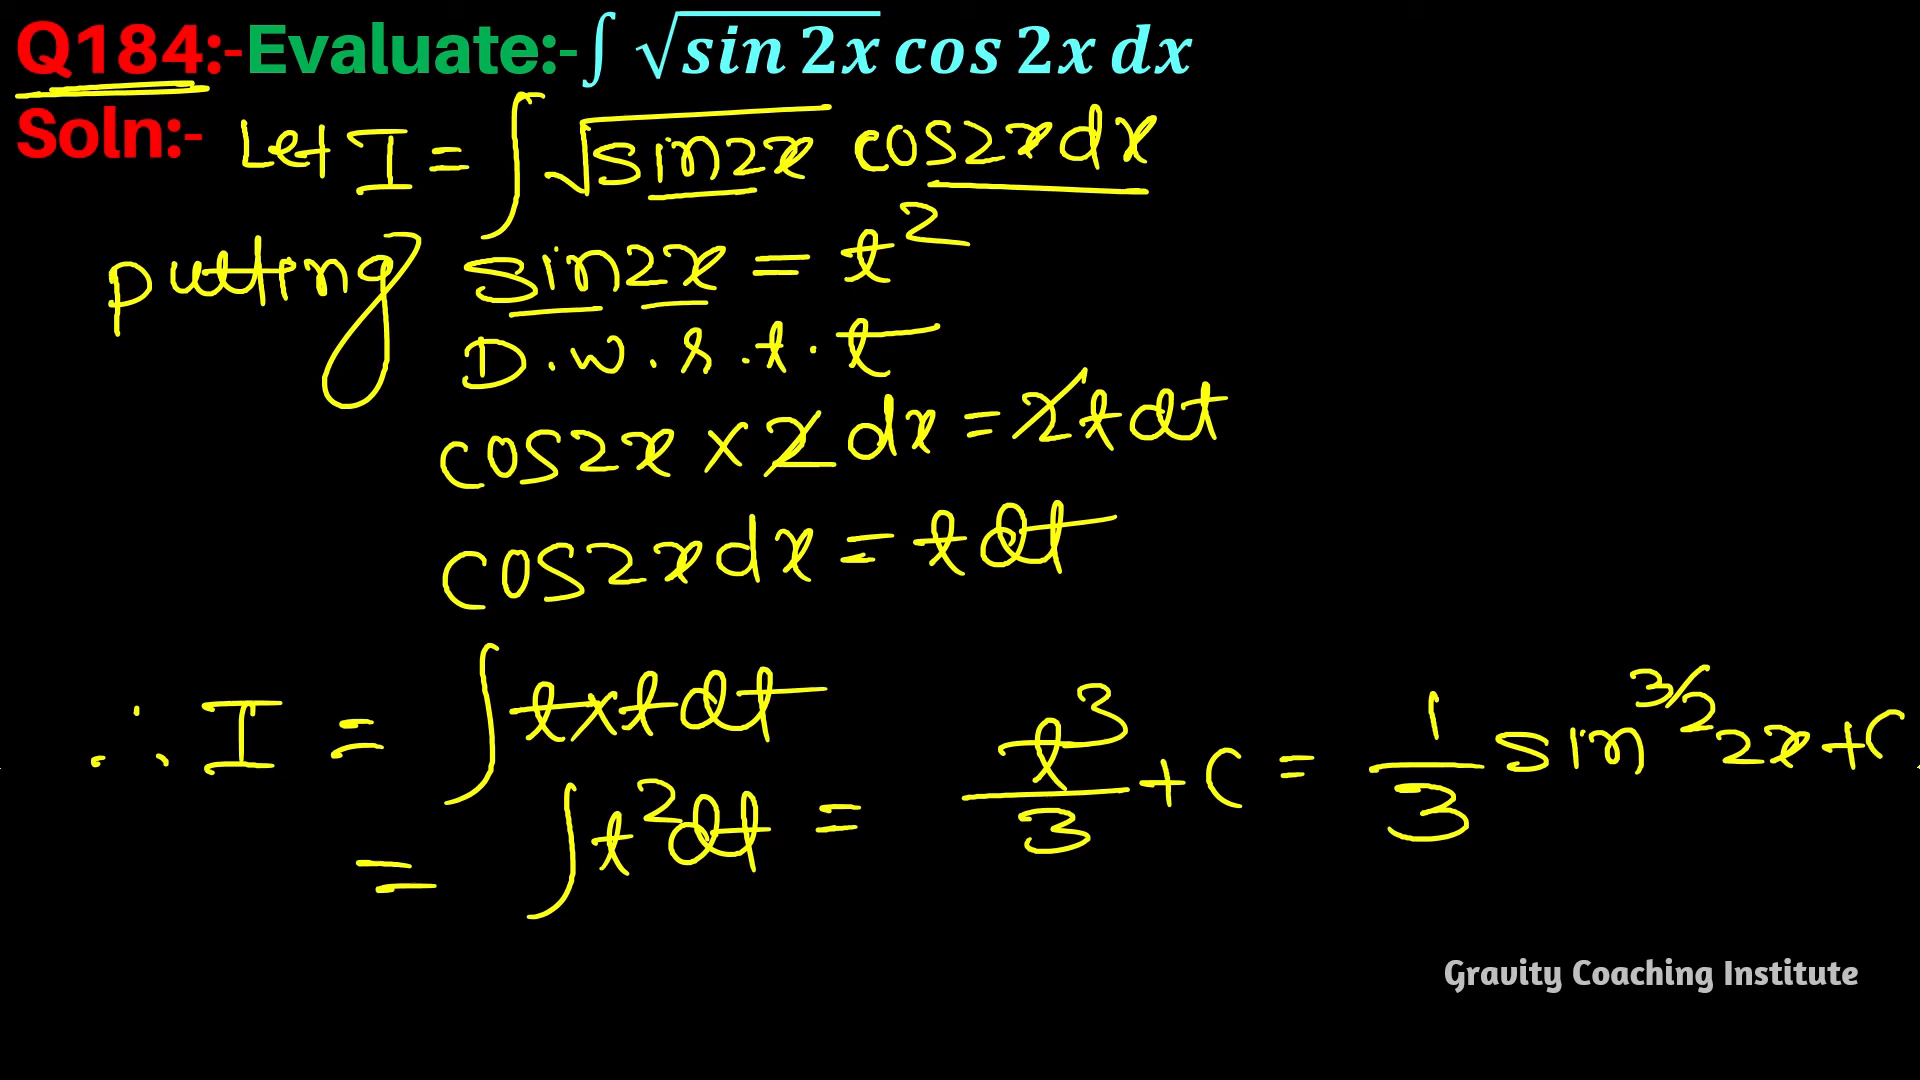 Q184:-Evaluate:-∫ √sin 2x cos 2x dx
Soln:- Let I = ∫ √sin2x cos2x dx
putting sin2x = t²
D.w.r.t. t
cos2x × 2 dx = 2t dt
cos2x dx = t dt
∴ I = ∫ t×t dt
= ∫ t² dt = t³/3 + C = 1/3 sin^3/2 2x + C
Gravity Coaching Institute